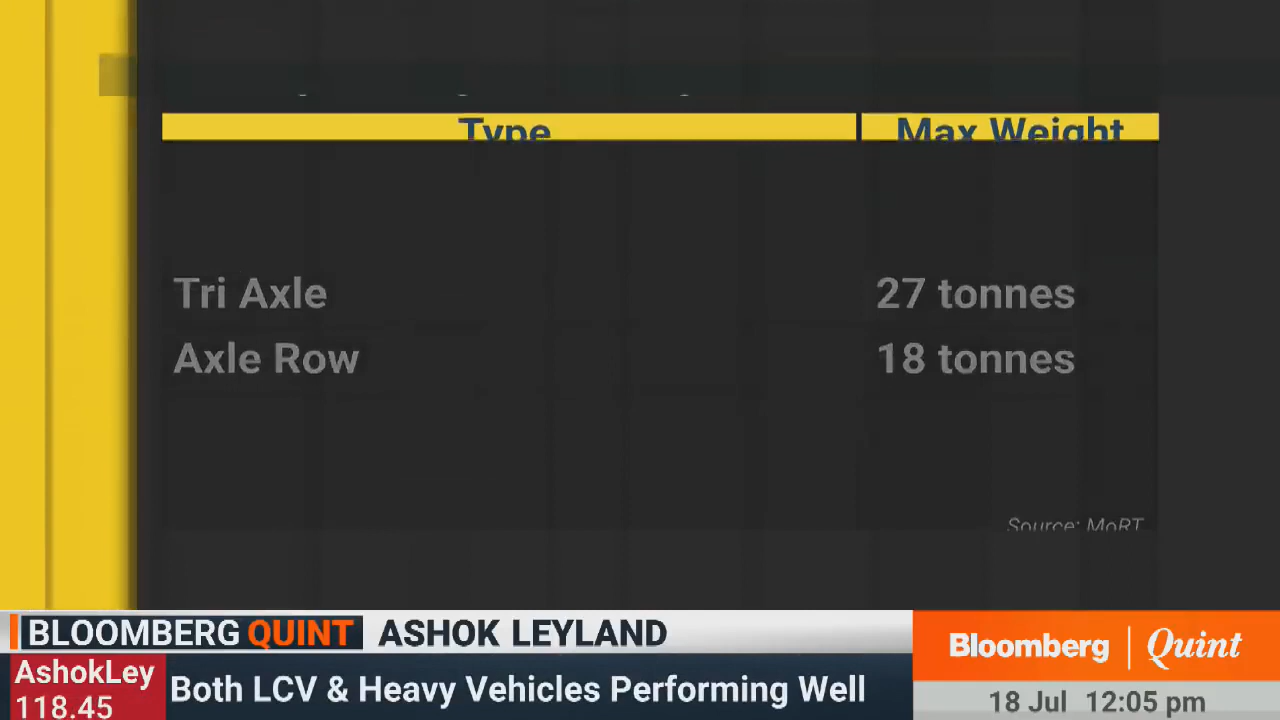 Type Max Weight
Tri Axle 27 tonnes
Axle Row 18 tonnes
Source: MoRT
BLOOMBERG QUINT ASHOK LEYLAND
AshokLey
118.45
Both LCV & Heavy Vehicles Performing Well
Bloomberg | Quint
18 Jul 12:05 pm